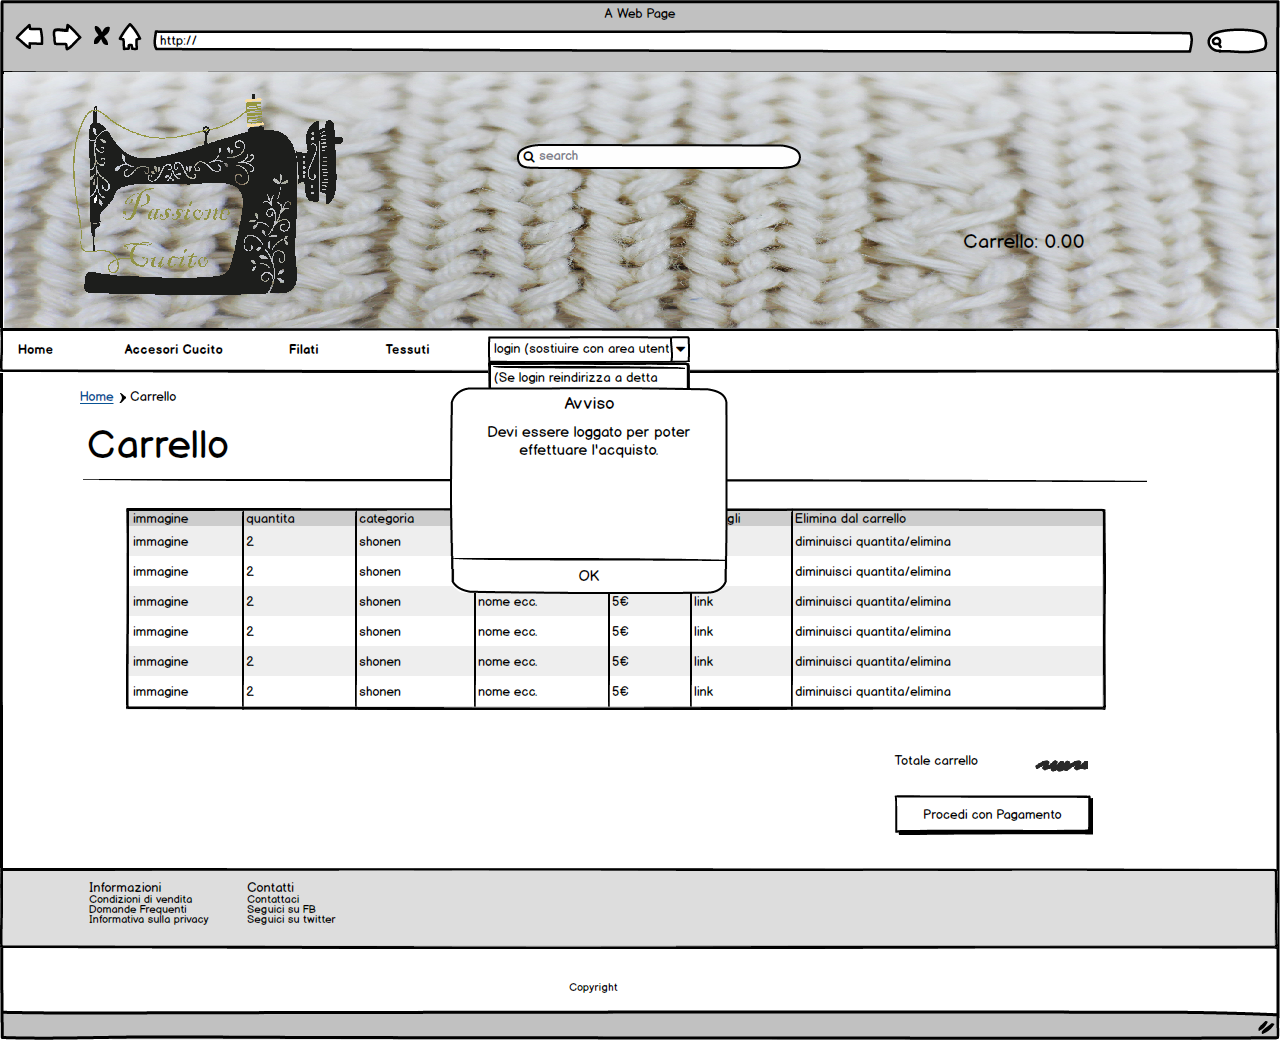 A Web Page
http://
search
Passione
Cucito
Carrello: 0.00
Home Accesori Cucito Filati Tessuti login (sostiuire con area utent
(Se login reindirizza a detta
Home Carrello
Avviso
Devi essere loggato per poter
effettuare l'acquisto.
OK
Carrello
immagine quantita categoria gli Elimina dal carrello
immagine 2 shonen diminuisci quantita/elimina
immagine 2 shonen diminuisci quantita/elimina
immagine 2 shonen nome ecc. 5€ link diminuisci quantita/elimina
immagine 2 shonen nome ecc. 5€ link diminuisci quantita/elimina
immagine 2 shonen nome ecc. 5€ link diminuisci quantita/elimina
immagine 2 shonen nome ecc. 5€ link diminuisci quantita/elimina
Totale carrello
Procedi con Pagamento
Informazioni
Condizioni di vendita
Domande Frequenti
Informativa sulla privacy
Contatti
Contattaci
Seguici su FB
Seguici su twitter
Copyright